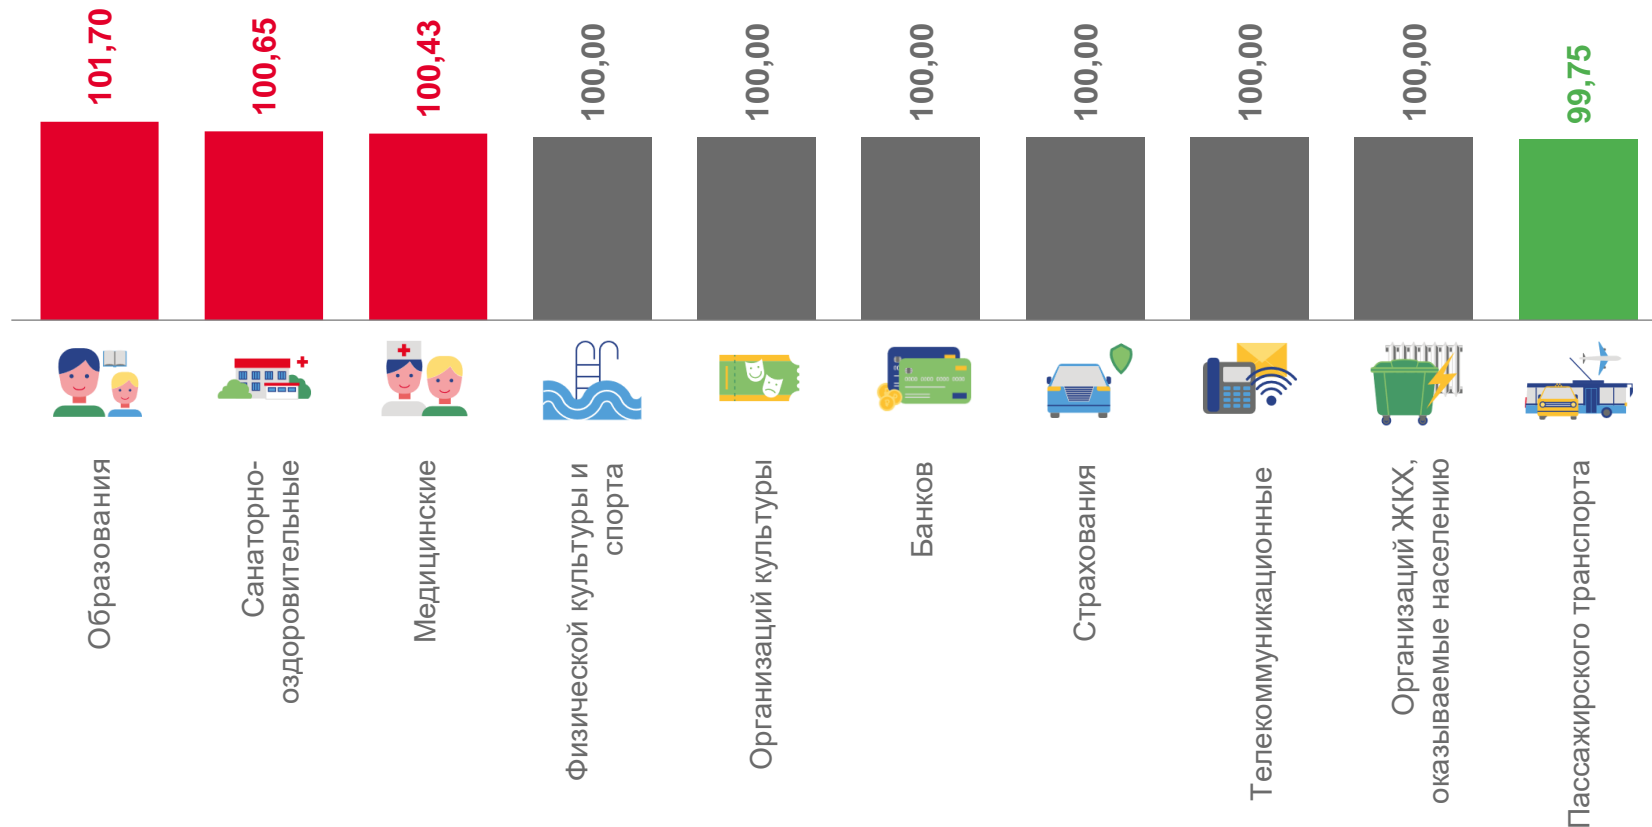 101,70
100,65
100,43
100,00
100,00
100,00
100,00
100,00
100,00
99,75
Образования
Санаторно-
оздоровительные
Медицинские
Физической культуры и
спорта
Организаций культуры
Банков
Страхования
Телекоммуникационные
Организаций ЖКХ,
оказываемые населению
Пассажирского транспорта